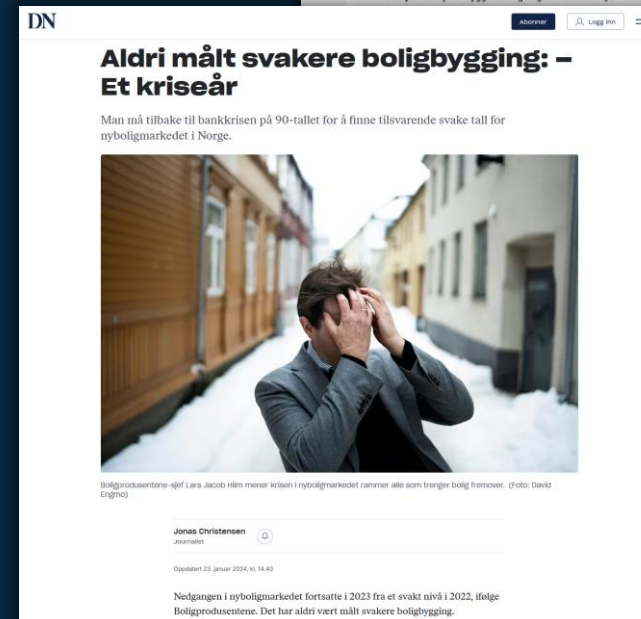 DN
Abonner
Logg inn
Aldri målt svakere boligbygging: –
Et kriseår
Man må tilbake til bankkrisen på 90-tallet for å finne tilsvarende svake tall for
nyboligmarkedet i Norge.
Boligprodusentene-sjef Lars Jacob Hiim mener krisen i nyboligmarkedet rammer alle som trenger bolig fremover. (Foto: David
Engmo)
Jonas Christensen
Journalist
Oppdatert 23. januar 2024, kl. 14.40
Nedgangen i nyboligmarkedet fortsatte i 2023 fra et svakt nivå i 2022, ifølge
Boligprodusentene. Det har aldri vært målt svakere boligbygging.